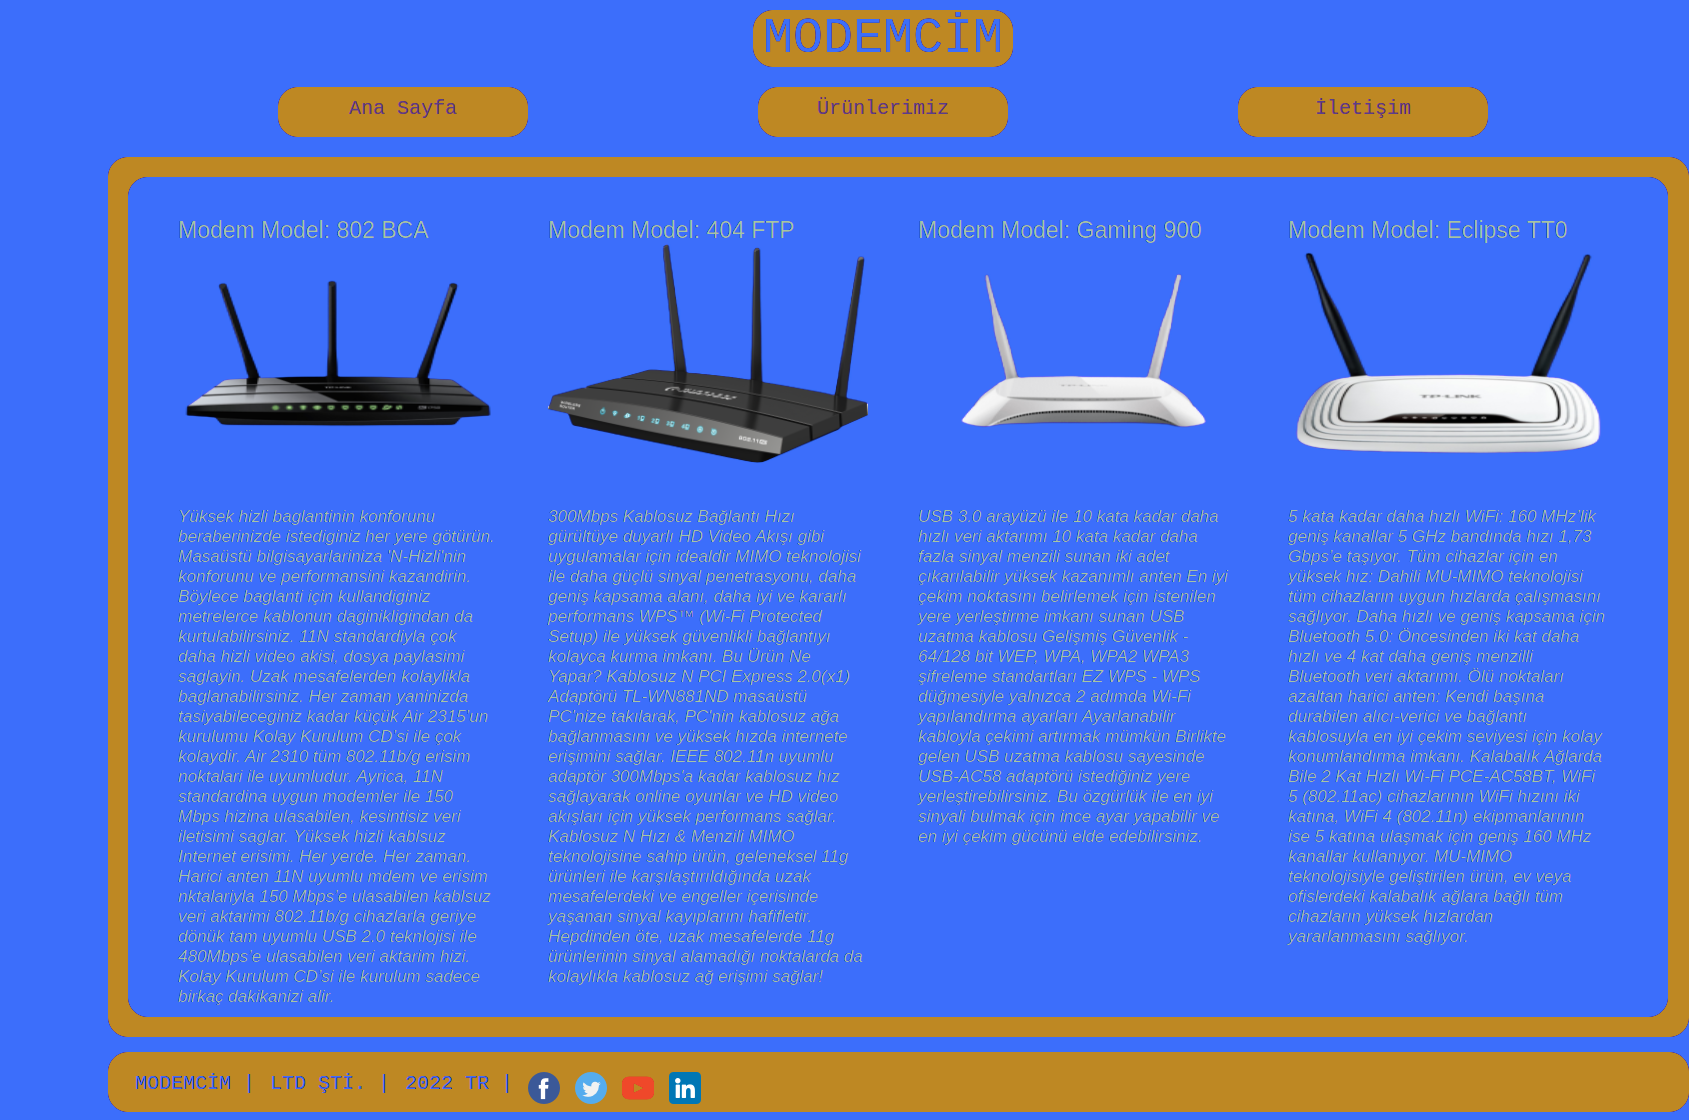 MODEMCİM
Ana Sayfa
Ürünlerimiz
İletişim
Modem Model: 802 BCA
Yüksek hizli baglantinin konforunu
beraberinizde istediginiz her yere götürün.
Masaüstü bilgisayarlariniza 'N-Hizli'nin
konforunu ve performansini kazandirin.
Böylece baglanti için kullandiginiz
metrelerce kablonun daginikligindan da
kurtulabilirsiniz. 11N standardiyla çok
daha hizli video akisi, dosya paylasimi
saglayin. Uzak mesafelerden kolaylikla
baglanabilirsiniz. Her zaman yaninizda
tasiyabileceginiz kadar küçük Air 2315'un
kurulumu Kolay Kurulum CD'si ile çok
kolaydir. Air 2310 tüm 802.11b/g erisim
noktalari ile uyumludur. Ayrica, 11N
standardina uygun modemler ile 150
Mbps hizina ulasabilen, kesintisiz veri
iletisimi saglar. Yüksek hizli kablsuz
Internet erisimi. Her yerde. Her zaman.
Harici anten 11N uyumlu mdem ve erisim
nktalariyla 150 Mbps'e ulasabilen kablsuz
veri aktarimi 802.11b/g cihazlarla geriye
dönük tam uyumlu USB 2.0 teknlojisi ile
480Mbps'e ulasabilen veri aktarim hizi.
Kolay Kurulum CD'si ile kurulum sadece
birkaç dakikanizi alir.
Modem Model: 404 FTP
WIRELESS
ROUTER
802.11
300Mbps Kablosuz Bağlantı Hızı
gürültüye duyarlı HD Video Akışı gibi
uygulamalar için idealdir MIMO teknolojisi
ile daha güçlü sinyal penetrasyonu, daha
geniş kapsama alanı, daha iyi ve kararlı
performans WPS™ (Wi-Fi Protected
Setup) ile yüksek güvenlikli bağlantıyı
kolayca kurma imkanı. Bu Ürün Ne
Yapar? Kablosuz N PCI Express 2.0(x1)
Adaptörü TL-WN881ND masaüstü
PC'nize takılarak, PC'nin kablosuz ağa
bağlanmasını ve yüksek hızda internete
erişimini sağlar. IEEE 802.11n uyumlu
adaptör 300Mbps'a kadar kablosuz hız
sağlayarak online oyunlar ve HD video
akışları için yüksek performans sağlar.
Kablosuz N Hızı & Menzili MIMO
teknolojisine sahip ürün, geleneksel 11g
ürünleri ile karşılaştırıldığında uzak
mesafelerdeki ve engeller içerisinde
yaşanan sinyal kayıplarını hafifletir.
Hepdinden öte, uzak mesafelerde 11g
ürünlerinin sinyal alamadığı noktalarda da
kolaylıkla kablosuz ağ erişimi sağlar!
Modem Model: Gaming 900
USB 3.0 arayüzü ile 10 kata kadar daha
hızlı veri aktarımı 10 kata kadar daha
fazla sinyal menzili sunan iki adet
çıkarılabilir yüksek kazanımlı anten En iyi
çekim noktasını belirlemek için istenilen
yere yerleştirme imkanı sunan USB
uzatma kablosu Gelişmiş Güvenlik -
64/128 bit WEP, WPA, WPA2 WPA3
şifreleme standartları EZ WPS - WPS
düğmesiyle yalnızca 2 adımda Wi-Fi
yapılandırma ayarları Ayarlanabilir
kabloyla çekimi artırmak mümkün Birlikte
gelen USB uzatma kablosu sayesinde
USB-AC58 adaptörü istediğiniz yere
yerleştirebilirsiniz. Bu özgürlük ile en iyi
sinyali bulmak için ince ayar yapabilir ve
en iyi çekim gücünü elde edebilirsiniz.
Modem Model: Eclipse TT0
TP-LINK
5 kata kadar daha hızlı WiFi: 160 MHz'lik
geniş kanallar 5 GHz bandında hızı 1,73
Gbps'e taşıyor. Tüm cihazlar için en
yüksek hız: Dahili MU-MIMO teknolojisi
tüm cihazların uygun hızlarda çalışmasını
sağlıyor. Daha hızlı ve geniş kapsama için
Bluetooth 5.0: Öncesinden iki kat daha
hızlı ve 4 kat daha geniş menzilli
Bluetooth veri aktarımı. Ölü noktaları
azaltan harici anten: Kendi başına
durabilen alıcı-verici ve bağlantı
kablosuyla en iyi çekim seviyesi için kolay
konumlandırma imkanı. Kalabalık Ağlarda
Bile 2 Kat Hızlı Wi-Fi PCE-AC58BT, WiFi
5 (802.11ac) cihazlarının WiFi hızını iki
katına, WiFi 4 (802.11n) ekipmanlarının
ise 5 katına ulaşmak için geniş 160 MHz
kanallar kullanıyor. MU-MIMO
teknolojisiyle geliştirilen ürün, ev veya
ofislerdeki kalabalık ağlara bağlı tüm
cihazların yüksek hızlardan
yararlanmasını sağlıyor.
MODEMCİM | LTD ŞTİ. | 2022 TR |